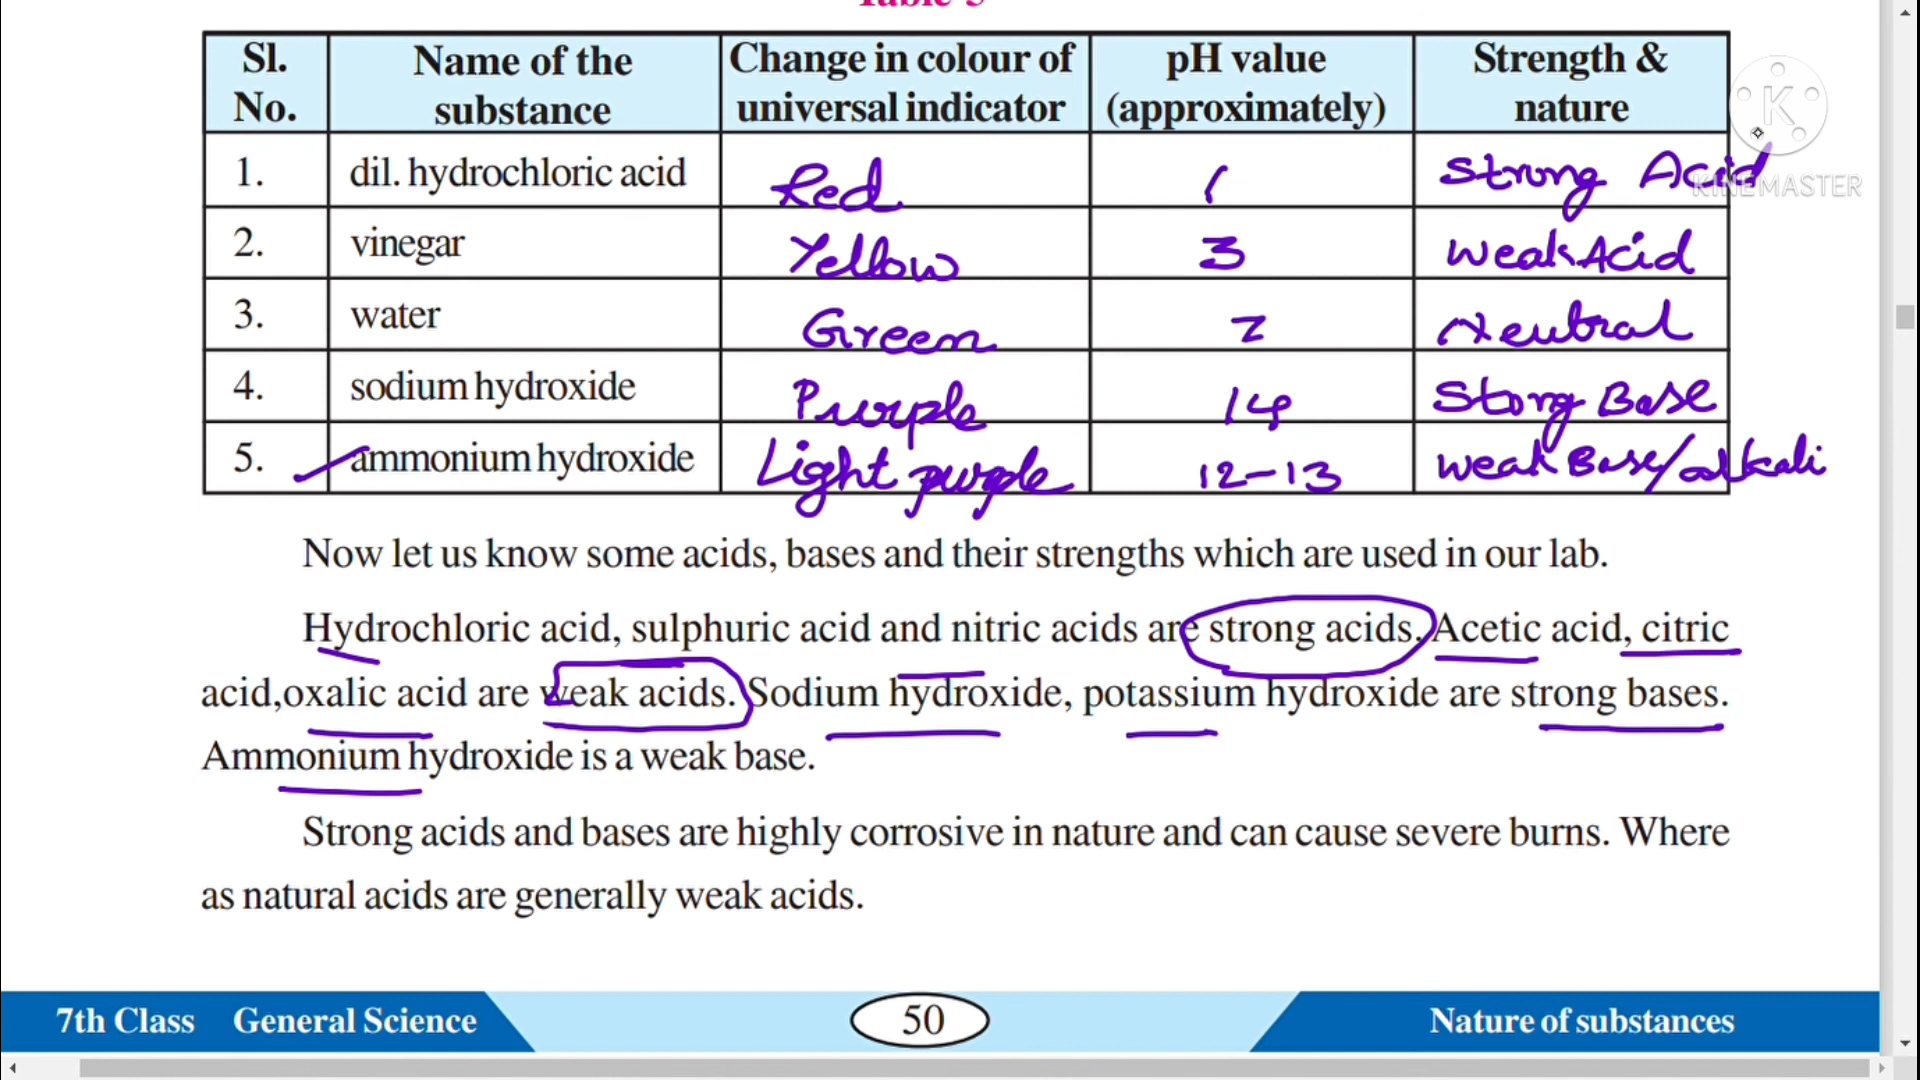 Table-5
Sl. No. | Name of the substance | Change in colour of universal indicator | pH value (approximately) | Strength & nature
1. | dil. hydrochloric acid | Red | 1 | Strong Acid
2. | vinegar | Yellow | 3 | Weak Acid
3. | water | Green | 7 | Neutral
4. | sodium hydroxide | Purple | 14 | Stong Base
5. | ammonium hydroxide | Light purple | 12-13 | Weak Base/alkali
K
KINEMASTER
Now let us know some acids, bases and their strengths which are used in our lab.
Hydrochloric acid, sulphuric acid and nitric acids are strong acids. Acetic acid, citric
acid,oxalic acid are weak acids. Sodium hydroxide, potassium hydroxide are strong bases.
Ammonium hydroxide is a weak base.
Strong acids and bases are highly corrosive in nature and can cause severe burns. Where
as natural acids are generally weak acids.
7th Class General Science 50 Nature of substances